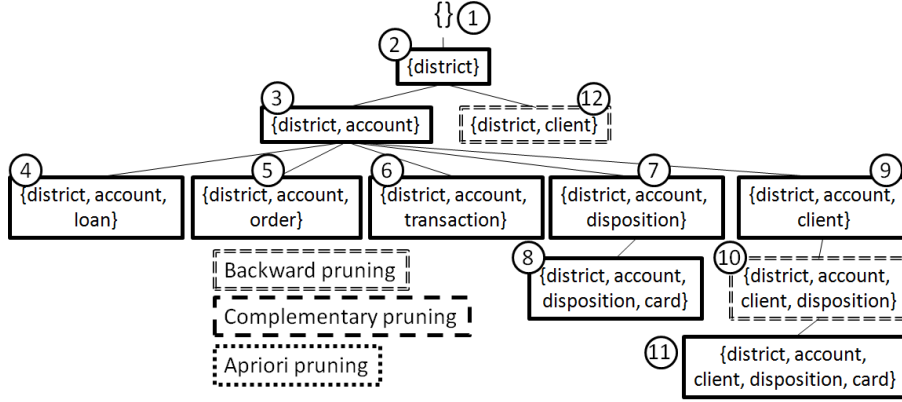 {} 1
2
{district}
3
12
{district, account}
{district, client}
4
5
6
7
9
{district, account,
loan}
{district, account,
order}
{district, account,
transaction}
{district, account,
disposition}
{district, account,
client}
Backward pruning
8
{district, account,
disposition, card}
10
{district, account,
client, disposition}
Complementary pruning
Apriori pruning
11
{district, account,
client, disposition, card}